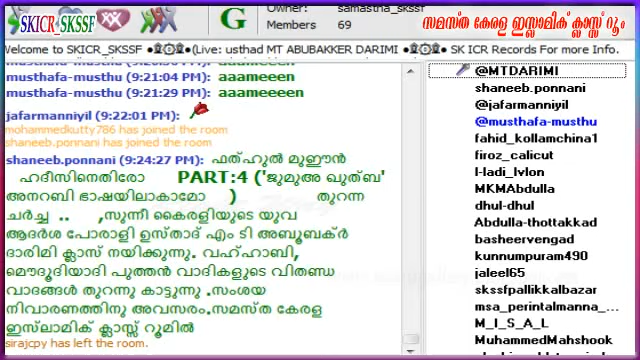 SKICR_SKSSF
G
Owner: samastha_skssf
Members 69
സമസ്ത കേരള ഇസ്ലാമിക് ക്ലാസ്സ് റൂം
Welcome to SKICR_SKSSF ●۩۞۩●(Live: usthad MT ABUBAKKER DARIMI ●۩۞۩● SK ICR Records For more Info.
musthafa-musthu (9:21:04 PM): aaameeen
musthafa-musthu (9:21:29 PM): aaameeeen
jafarmanniyil (9:22:01 PM):
mohammedkutty786 has joined the room
shaneeb.ponnani has joined the room
shaneeb.ponnani (9:24:27 PM): ഫത്ഹുൽ മുഈൻ
ഹദീസിനെതിരോ PART:4 ('ജുമുഅ ഖുത്ബ'
അനറബി ഭാഷയിലാകാമോ ) തുറന്ന
ചർച്ച .. ,സുന്നീ കൈരളിയുടെ യുവ
ആദർശ പോരാളി ഉസ്താദ് എം ടി അബൂബക്ർ
ദാരിമി ക്ലാസ് നയിക്കുന്നു. വഹ്ഹാബി,
മൌദൂദിയാദി പുത്തൻ വാദികളുടെ വിതണ്ഡ
വാദങ്ങൾ തുറന്നു കാട്ടുന്നു .സംശയ
നിവാരണത്തിനു അവസരം.സമസ്ത കേരള
ഇസ്‌ലാമിക് ക്ലാസ്സ് റൂമിൽ
sirajcpy has left the room.
@MTDARIMI
shaneeb.ponnani
@jafarmanniyil
@musthafa-musthu
fahid_kollamchina1
firoz_calicut
l-ladi_lvlon
MKMAbdulla
dhul-dhul
Abdulla-thottakkad
basheervengad
kunnumpuram490
jaleel65
skssfpallikkalbazar
msa_perintalmanna_...
M_I_S_A_L
MuhammedMahshook